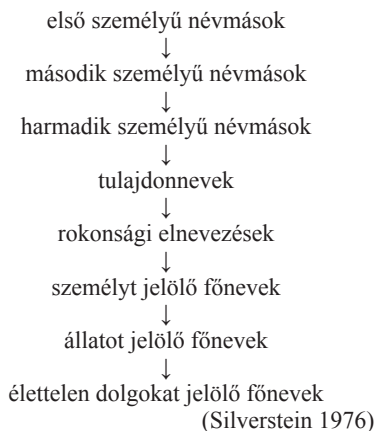 első személyű névmások
↓
második személyű névmások
↓
harmadik személyű névmások
↓
tulajdonnevek
↓
rokonsági elnevezések
↓
személyt jelölő főnevek
↓
állatot jelölő főnevek
↓
élettelen dolgokat jelölő főnevek
(Silverstein 1976)